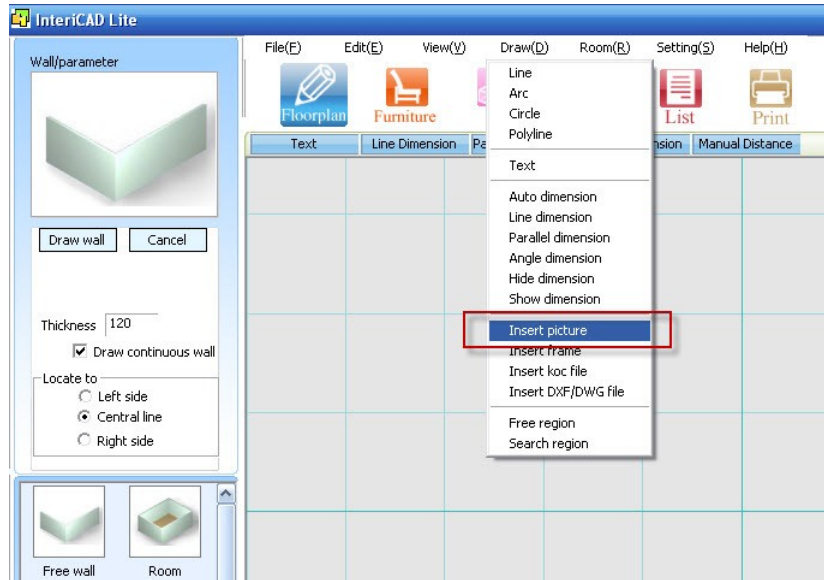 InteriCAD Lite
File(F) Edit(E) View(V) Draw(D) Room(R) Setting(S) Help(H)
Wall/parameter
Floorplan Furniture List Print
Text Line Dimension Manual Distance
Draw wall Cancel
Thickness 120
Draw continuous wall
Locate to
Left side
Central line
Right side
Free wall Room
Line
Arc
Circle
Polyline
Text
Auto dimension
Line dimension
Parallel dimension
Angle dimension
Hide dimension
Show dimension
Insert picture
Insert frame
Insert koc file
Insert DXF/DWG file
Free region
Search region